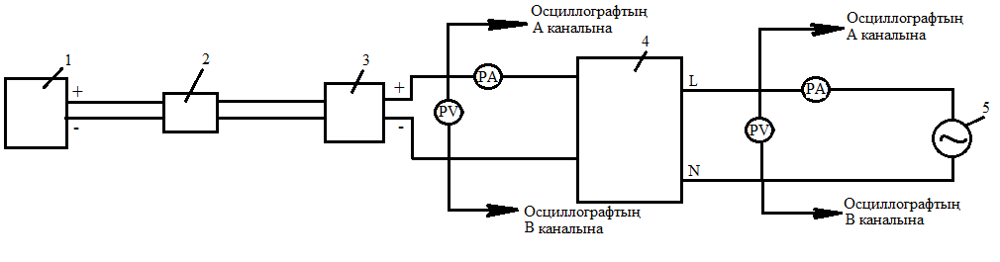 1
2
3
4
5
+
-
+
-
Осциллографтың
А каналына
PA
PV
Осциллографтың
В каналына
L
N
Осциллографтың
А каналына
PA
PV
Осциллографтың
В каналына